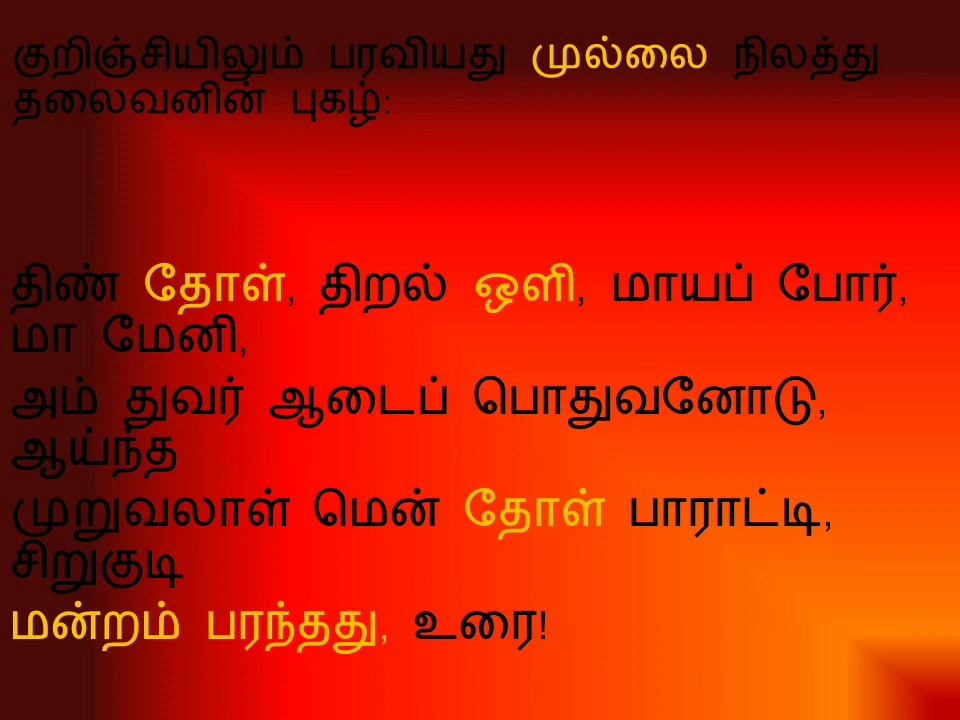 குறிஞ்சியிலும் பரவியது முல்லை நிலத்து
தலைவனின் புகழ்:
திண் தோள், திறல் ஒளி, மாயப் போர்,
மா மேனி,
அம் துவர் ஆடைப் பொதுவனோடு,
ஆய்ந்த
முறுவலாள் மென் தோள் பாராட்டி,
சிறுகுடி
மன்றம் பரந்தது, உரை!